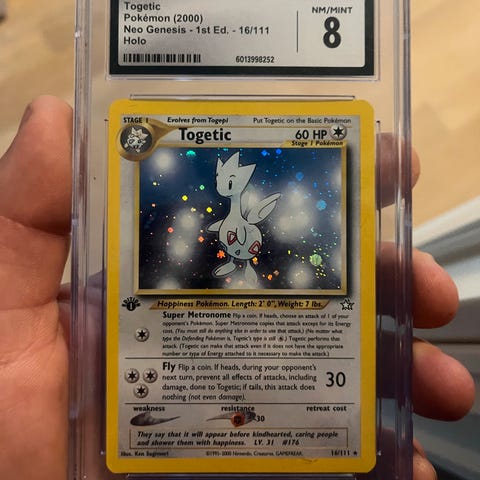 Togetic
Pokémon (2000)
Neo Genesis - 1st Ed. - 16/111
Holo
NM/MINT
8
6013998252
STAGE 1
Evolves from Togepi
Put Togetic on the Basic Pokémon
Togetic
60 HP
Stage 1 Pokémon
Happiness Pokémon. Length: 2' 0", Weight: 7 lbs.
Super Metronome Flip a coin. If heads, choose an attack of 1 of your
opponent's Pokémon. Super Metronome copies that attack except for its Energy
cost. (You must still do anything else in order to use that attack.) (No matter what
type the Defending Pokémon is, Togetic's type is still .) Togetic performs that
attack. (Togetic can make that attack even if it does not have the appropriate
number or type of Energy attached to it necessary to make the attack.)
Fly Flip a coin. If heads, during your opponent's
next turn, prevent all effects of attacks, including
damage, done to Togetic; if tails, this attack does
nothing (not even damage).
30
weakness
resistance
retreat cost
-30
They say that it will appear before kindhearted, caring people
and shower them with happiness. LV. 31 #176
Illus. Ken Sugimori
©1995-2000 Nintendo, Creatures, GAMEFREAK.
16/111